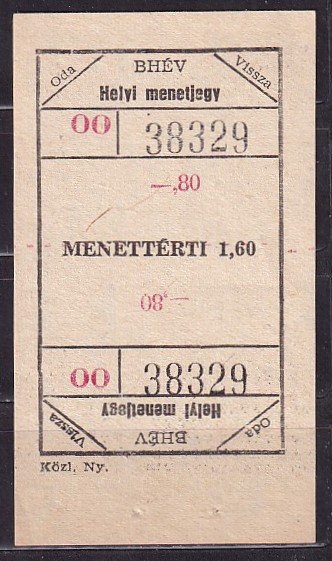 Oda BHÉV Vissza
Helyi menetjegy
00 38329
—,80
MENETTÉRTI 1,60
—,80
00 38329
Helyi menetjegy
Vissza BHÉV Oda
Közl. Ny.